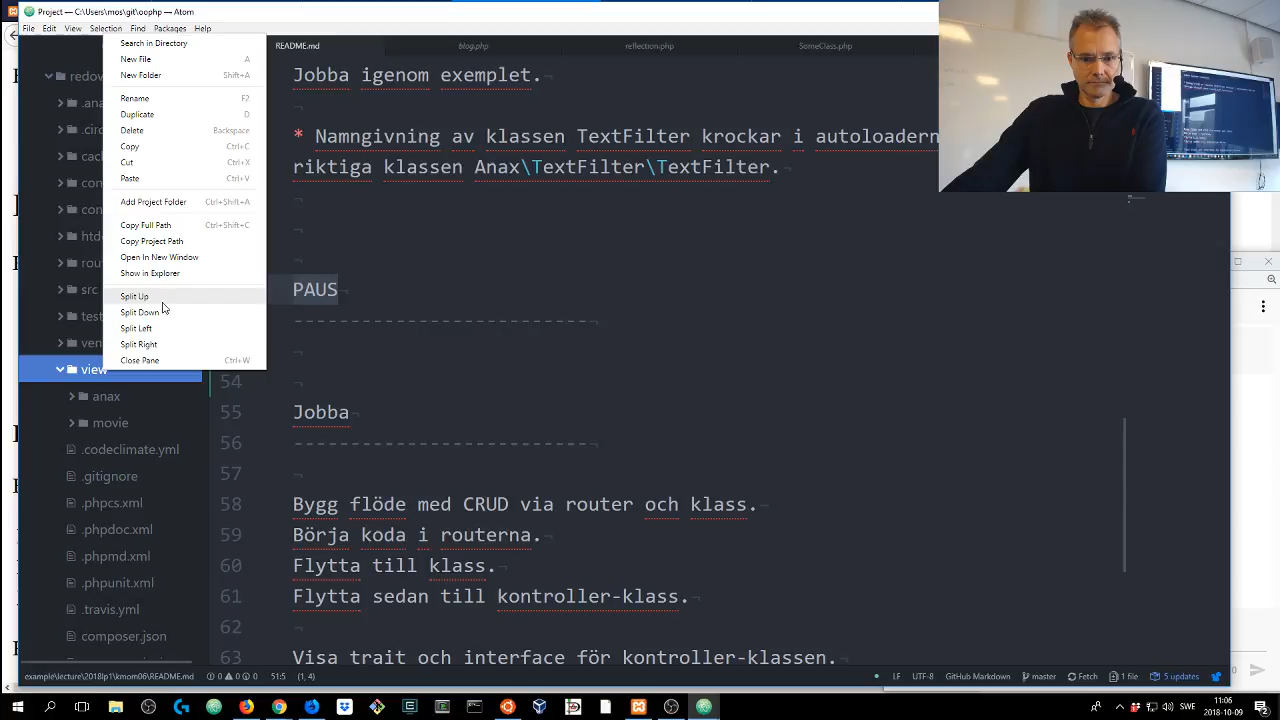 Project — C:\Users\mos\git\oophp — Atom
File Edit View Selection Find Packages Help
README.md blog.php reflection.php SomeClass.php
Search in Directory
New File A
New Folder Shift+A
Rename F2
Duplicate D
Delete Backspace
Copy Ctrl+C
Cut Ctrl+X
Paste Ctrl+V
Add Project Folder Ctrl+Shift+A
Copy Full Path Ctrl+Shift+C
Copy Project Path
Open In New Window
Show in Explorer
Split Up
Split Down
Split Left
Split Right
Close Pane Ctrl+W
redov
.ana
.circ
cach
con
htdo
rou
src
test
ven
view
anax
movie
.codeclimate.yml
.gitignore
.phpcs.xml
.phpdoc.xml
.phpmd.xml
.phpunit.xml
.travis.yml
composer.json
Jobba igenom exemplet.
* Namngivning av klassen TextFilter krockar i autoloadern
riktiga klassen Anax\TextFilter\TextFilter.
PAUS
-----------------------------
54
55 Jobba
56 -----------------------------
57
58 Bygg flöde med CRUD via router och klass.
59 Börja koda i routerna.
60 Flytta till klass.
61 Flytta sedan till kontroller-klass.
62
63 Visa trait och interface för kontroller-klassen.
example\lecture\2018lp1\kmom06\README.md 0 0 0 51:5 (1, 4) LF UTF-8 GitHub Markdown master Fetch 1 file 5 updates
SWE 11:06
2018-10-09